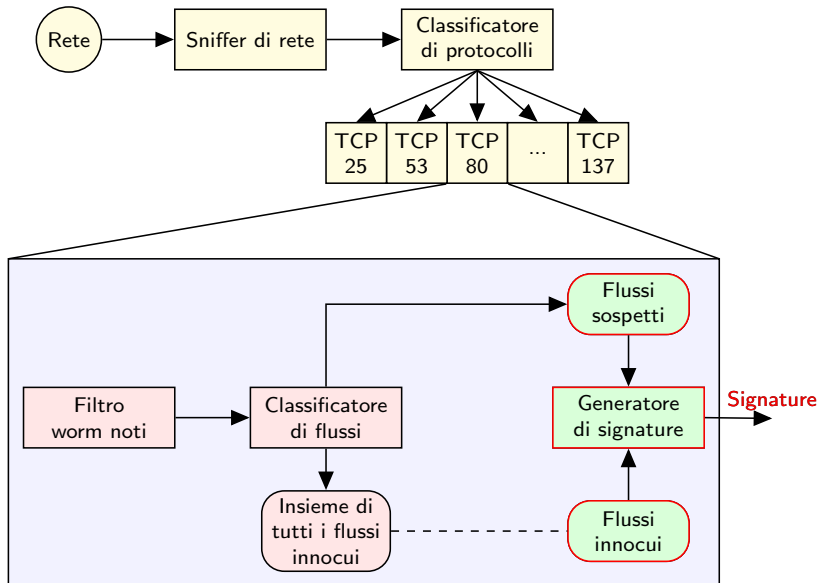 Rete
Sniffer di rete
Classificatore
di protocolli
TCP
25
TCP
53
TCP
80
...
TCP
137
Flussi
sospetti
Filtro
worm noti
Classificatore
di flussi
Generatore
di signature
Signature
Insieme di
tutti i flussi
innocui
Flussi
innocui